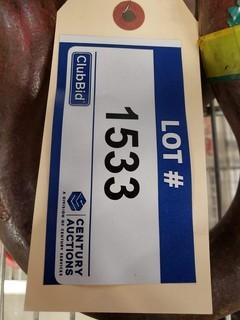 LOT #
1533
ClubBid
CENTURY
AUCTIONS
A DIVISION OF CENTURY SERVICES